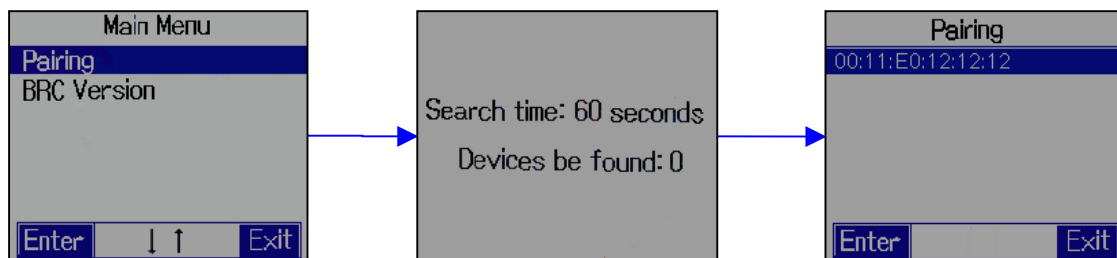 Main Menu
Pairing
BRC Version
Enter ↓ ↑ Exit
Search time: 60 seconds
Devices be found: 0
Pairing
00:11:E0:12:12:12
Enter Exit